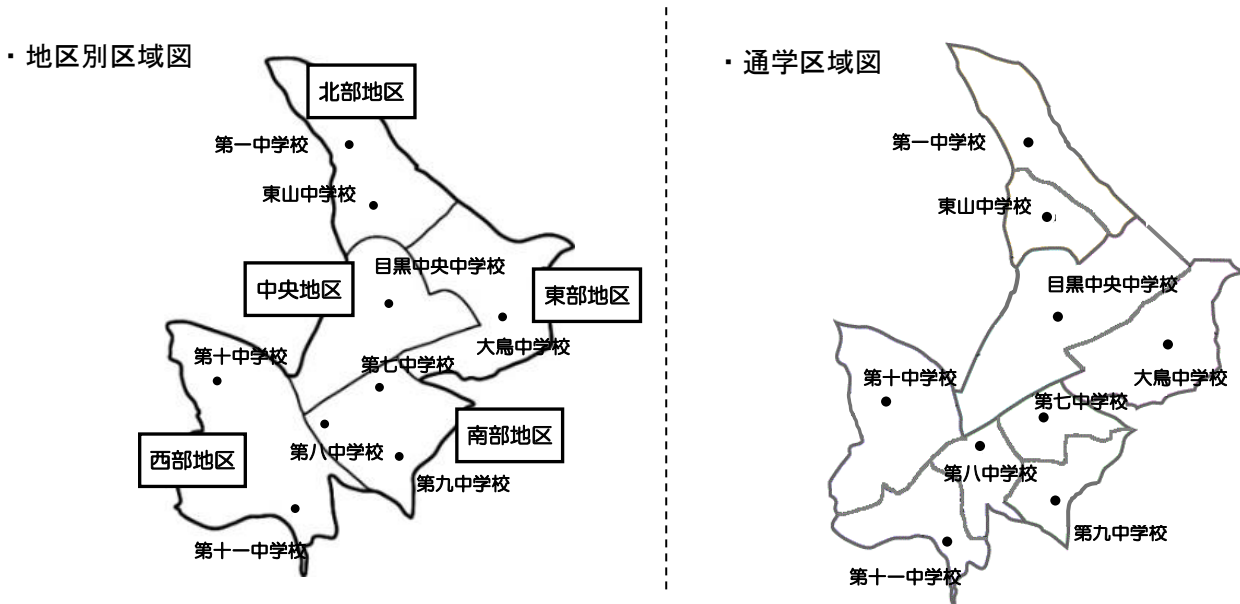 ・地区別区域図
北部地区
第一中学校
東山中学校
目黒中央中学校
中央地区
東部地区
大鳥中学校
第十中学校
第七中学校
南部地区
第八中学校
西部地区
第九中学校
第十一中学校
・通学区域図
第一中学校
東山中学校
目黒中央中学校
第十中学校
大鳥中学校
第七中学校
第八中学校
第九中学校
第十一中学校